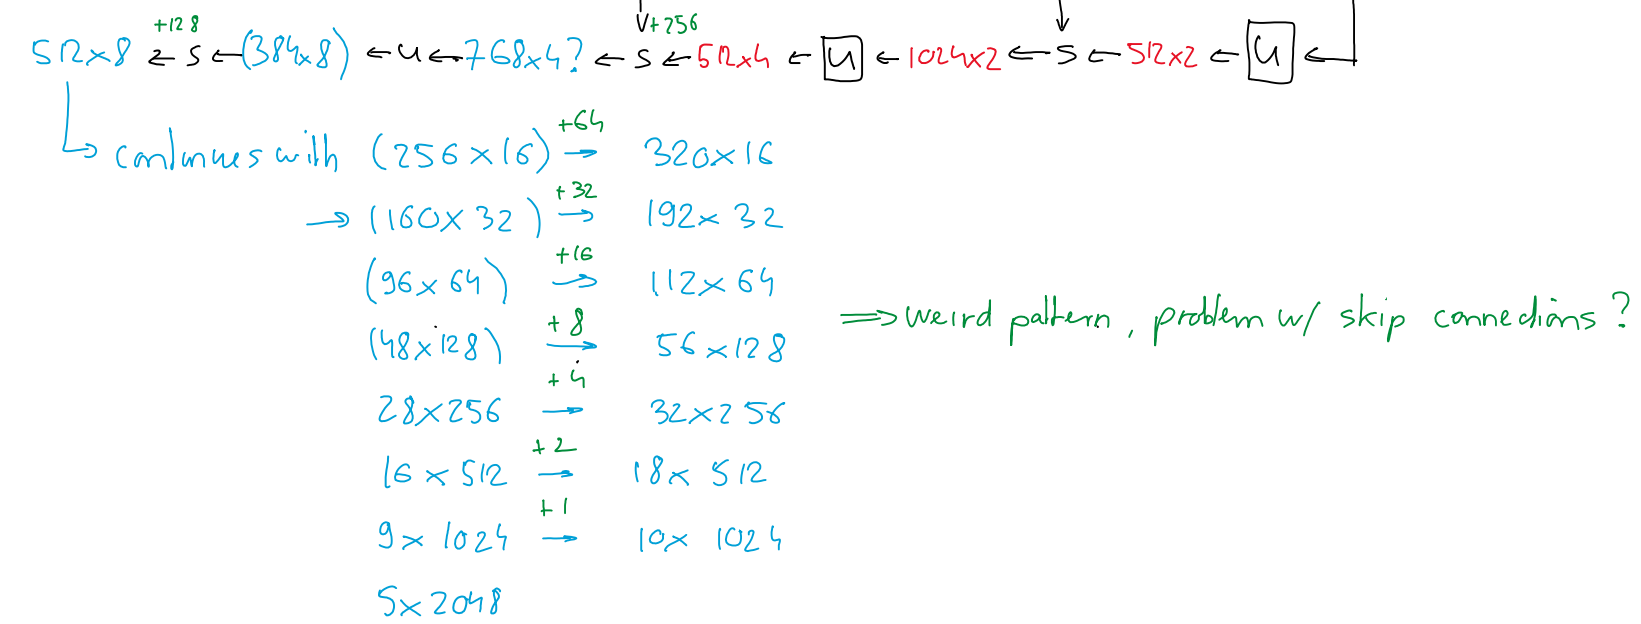 +128 ↓ +256 ↓
512x8 ← S ← (384x8) ← U ← 768x4? ← S ← 512x4 ← U ← 1024x2 ← S ← 512x2 ← U ←
↳ continues with (256x16) +64 → 320x16
→ (160x32) +32 → 192x32
(96x64) +16 → 112x64
⇒ weird pattern, problem w/ skip connections?
(48x128) +8 → 56x128
28x256 +4 → 32x256
16x512 +2 → 18x512
9x1024 +1 → 10x1024
5x2048